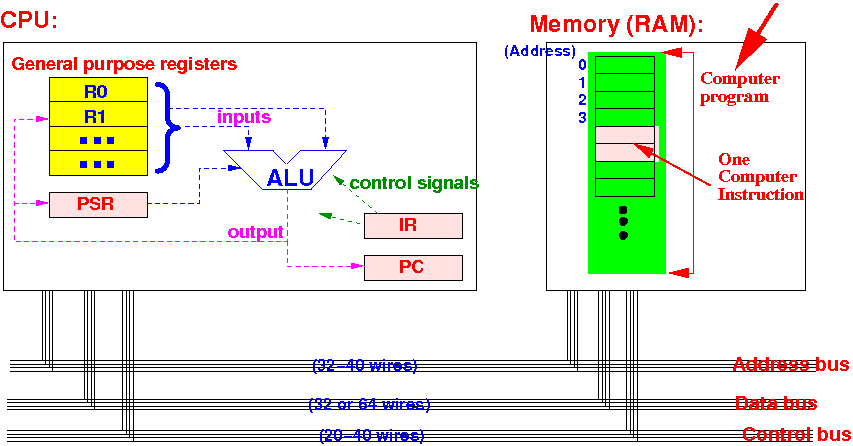 CPU:
Memory (RAM):
General purpose registers
(Address)
R0
R1
inputs
ALU
control signals
PSR
output
IR
PC
0
1
2
3
Computer
program
One
Computer
Instruction
(32-40 wires)
Address bus
(32 or 64 wires)
Data bus
(20-40 wires)
Control bus